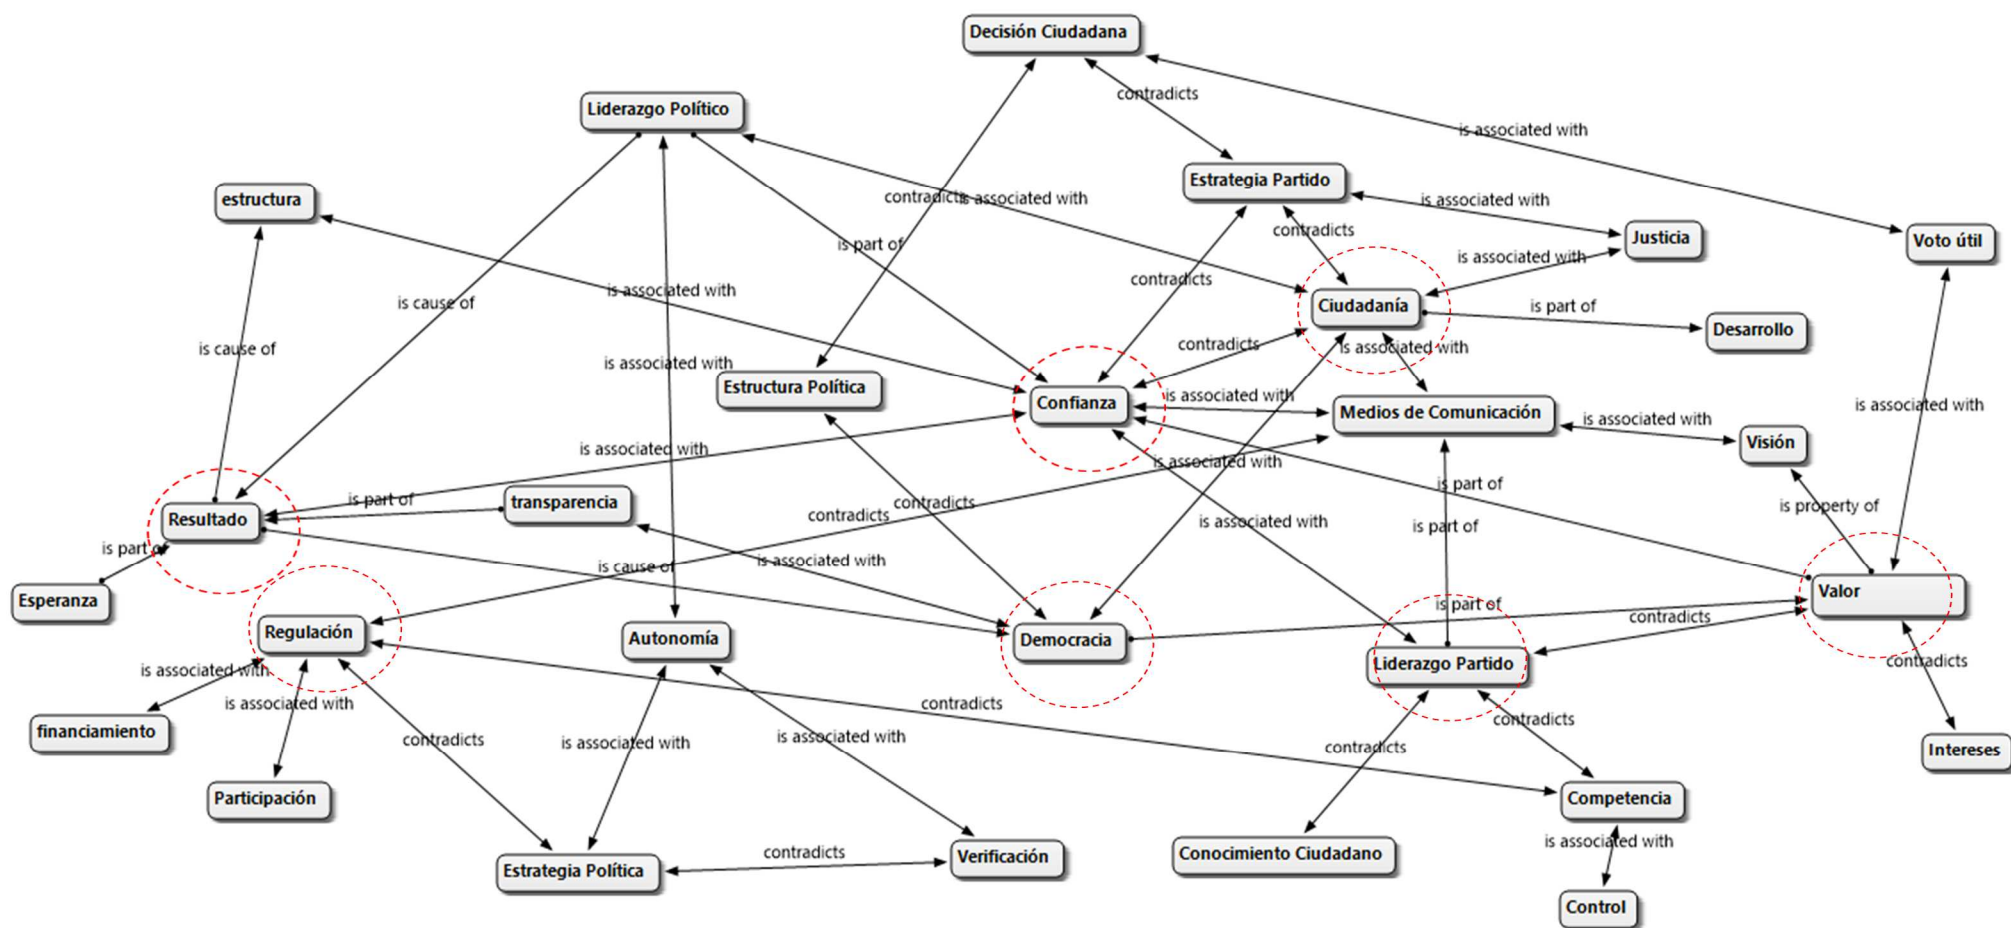 Decisión Ciudadana
contradicts
Liderazgo Político
is associated with
Estrategia Partido
estructura
contradicts
is associated with
is associated with
contradicts
Justicia
Voto útil
is part of
is associated with
contradicts
is associated with
is cause of
Ciudadanía
is part of
Desarrollo
is cause of
contradicts
is associated with
is associated with
Estructura Política
Confianza
is associated with
Medios de Comunicación
is associated with
is associated with
Visión
is associated with
is associated with
is part of
transparencia
contradicts
is part of
is property of
Resultado
contradicts
is associated with
is part of
is part of
is associated with
is cause of
Esperanza
Valor
is part of
contradicts
Regulación
Autonomía
Democracia
Liderazgo Partido
contradicts
is associated with
is associated with
contradicts
contradicts
financiamiento
contradicts
is associated with
is associated with
contradicts
Intereses
Participación
Competencia
is associated with
contradicts
Verificación
Conocimiento Ciudadano
Estrategia Política
Control